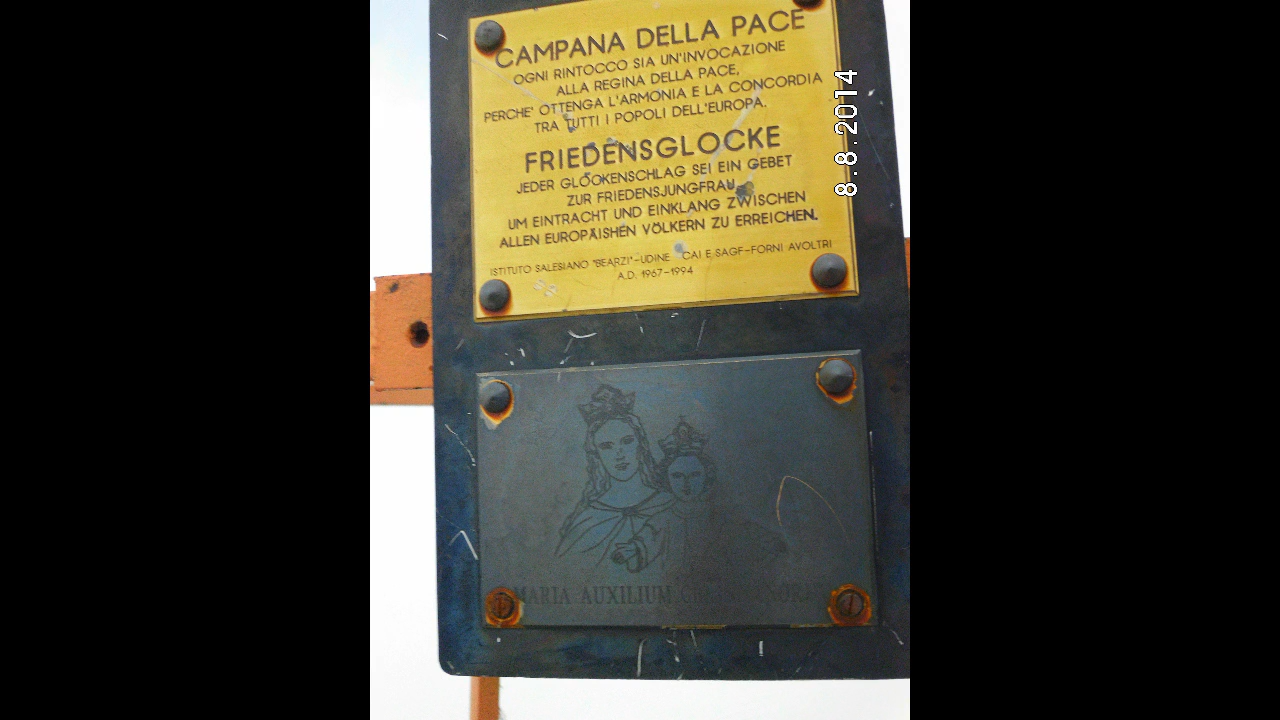 CAMPANA DELLA PACE
OGNI RINTOCCO SIA UN'INVOCAZIONE
ALLA REGINA DELLA PACE,
PERCHE' OTTENGA L'ARMONIA E LA CONCORDIA
TRA TUTTI I POPOLI DELL'EUROPA.
FRIEDENSGLOCKE
JEDER GLOCKENSCHLAG SEI EIN GEBET
ZUR FRIEDENSJUNGFRAU,
UM EINTRACHT UND EINKLANG ZWISCHEN
ALLEN EUROPÄISHEN VÖLKERN ZU ERREICHEN.
ISTITUTO SALESIANO "BEARZI"-UDINE CAI E SAGF-FORNI AVOLTRI
A.D. 1967-1994
MARIA AUXILIUM
8.8.2014